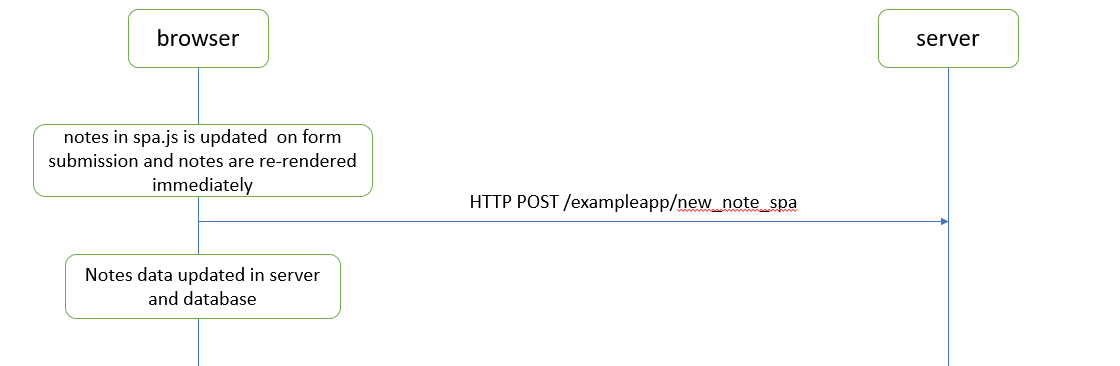 browser
server
notes in spa.js is updated  on form
submission and notes are re-rendered
immediately
HTTP POST /exampleapp/new_note_spa
Notes data updated in server
and database